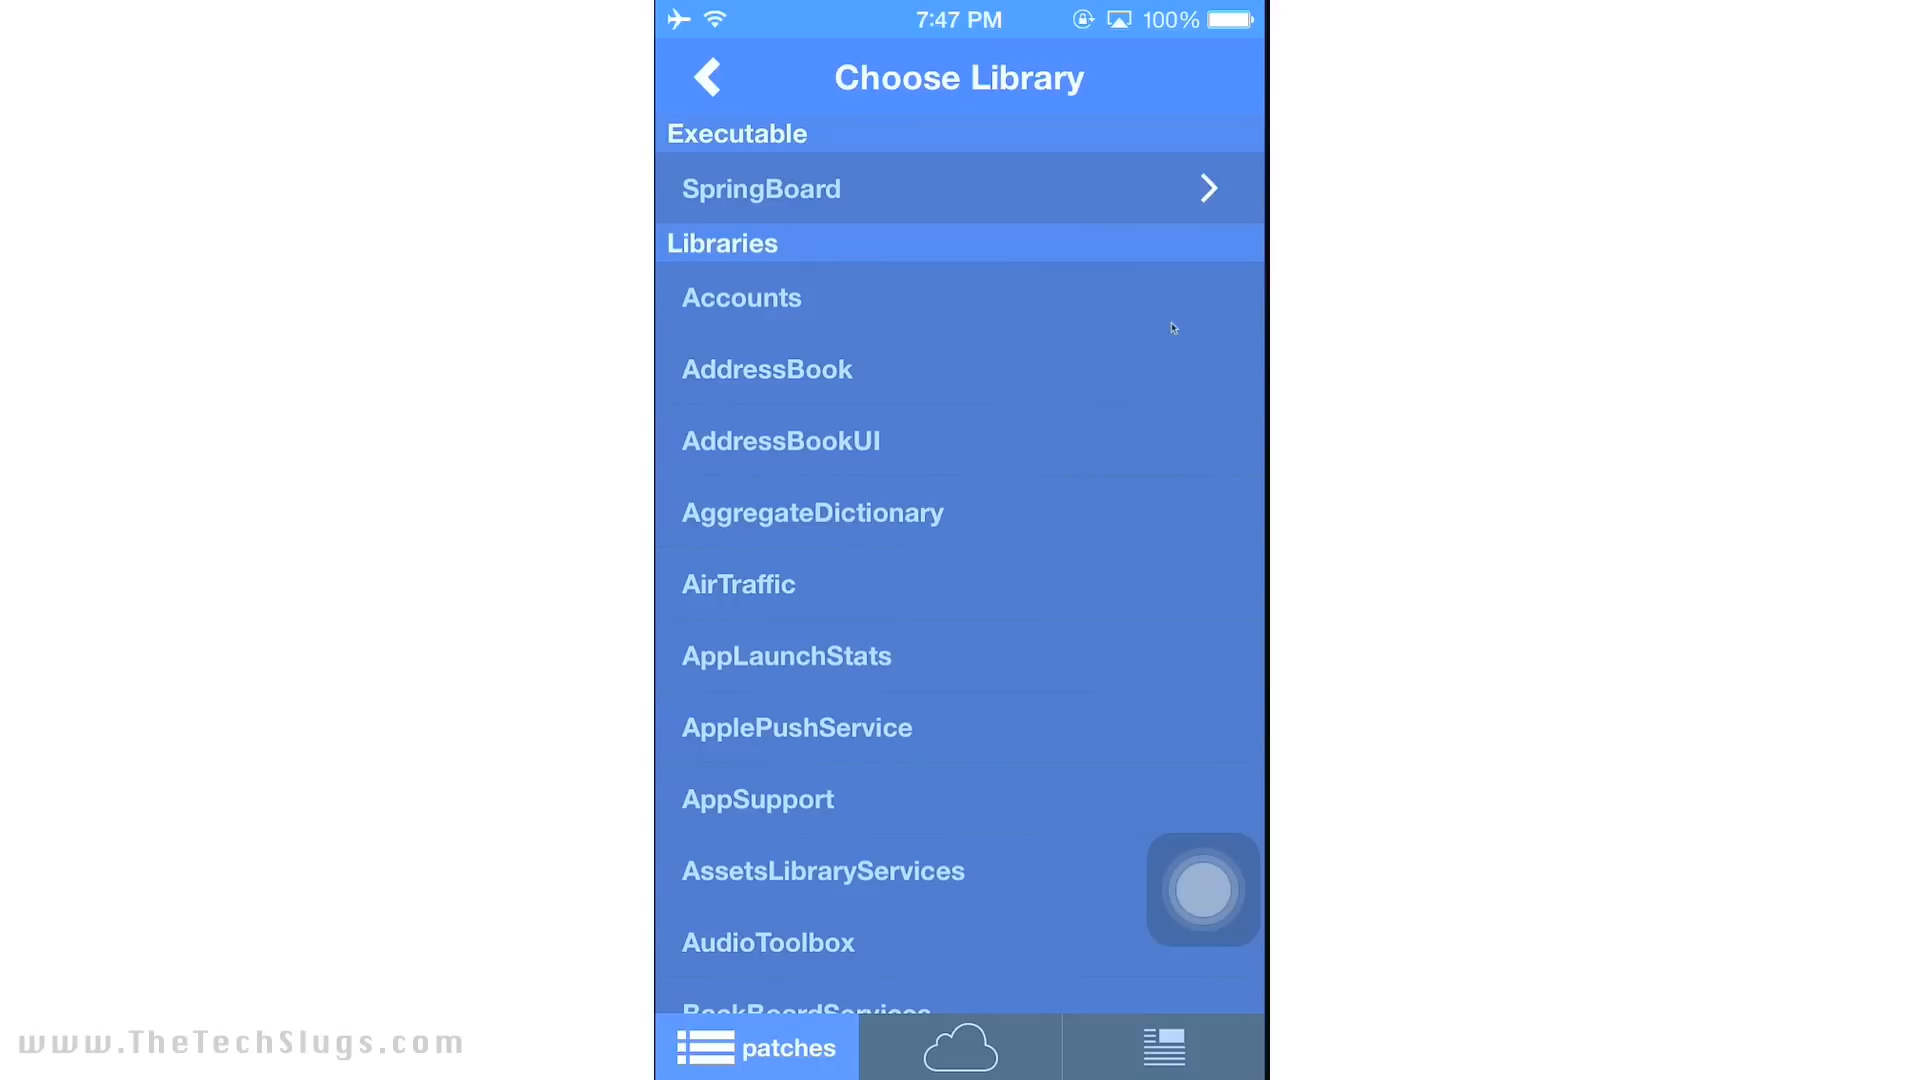 7:47 PM
100%
Choose Library
Executable
SpringBoard
Libraries
Accounts
AddressBook
AddressBookUI
AggregateDictionary
AirTraffic
AppLaunchStats
ApplePushService
AppSupport
AssetsLibraryServices
AudioToolbox
BackBoardServices
patches
www.TheTechSlugs.com